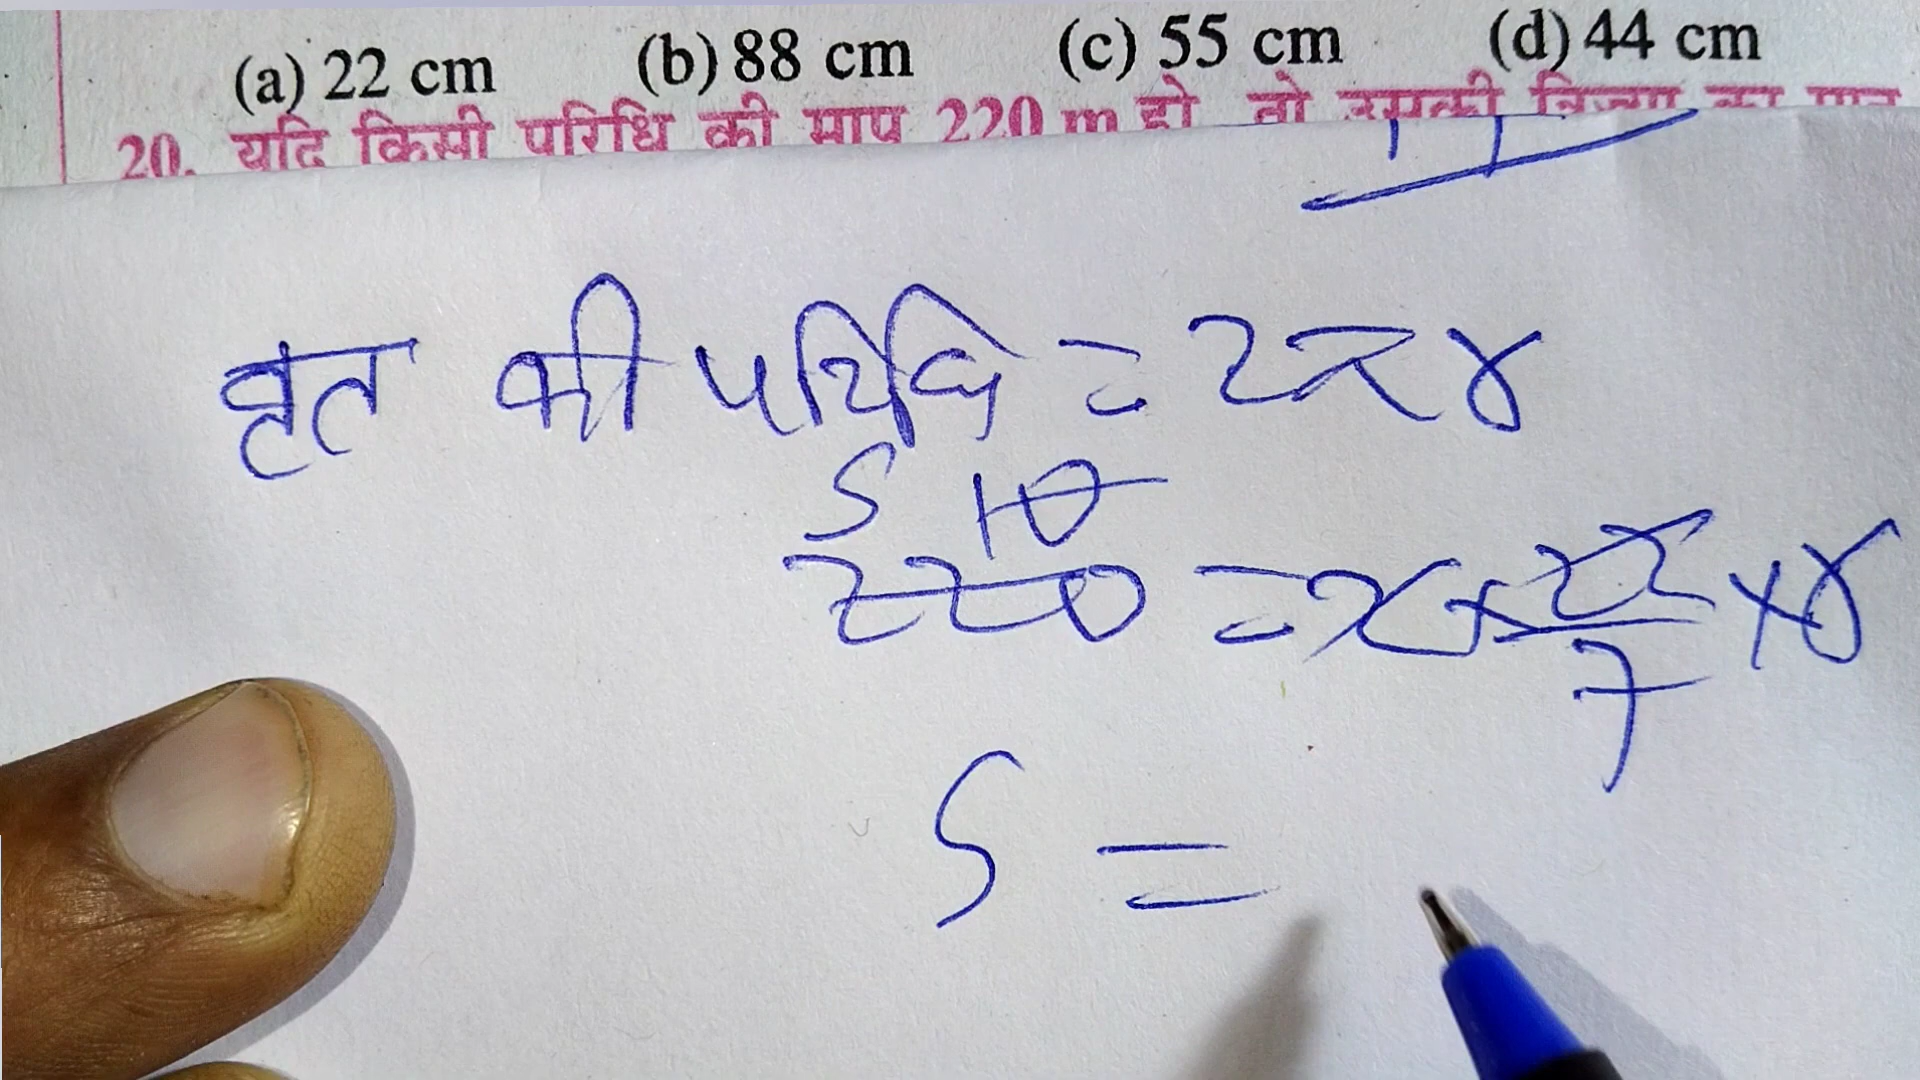 (a) 22 cm (b) 88 cm (c) 55 cm (d) 44 cm
20. यदि किसी परिधि की माप 220 m हो तो उसकी त्रिज्या का मान
वृत की परिधि = 2πr
5 10
220 = 2 × 22/7 × r
5 =